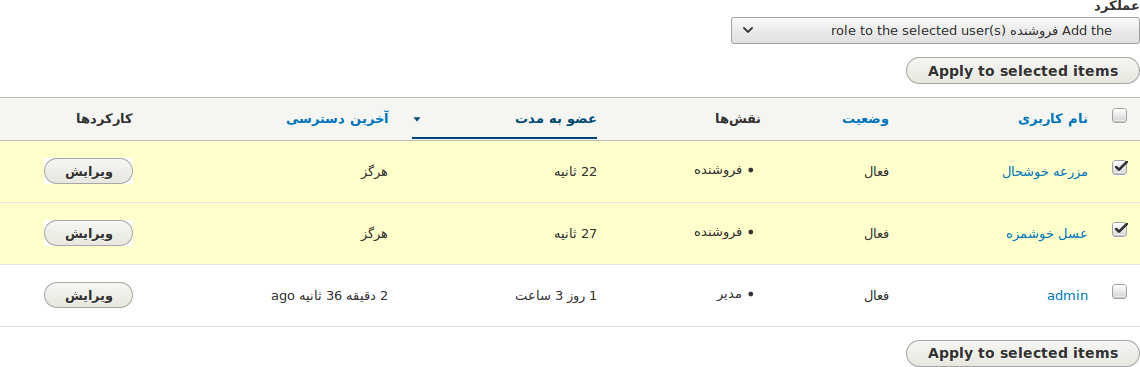 عملکرد
Add the فروشنده role to the selected user(s)
Apply to selected items
نام کاربری وضعیت نقش‌ها عضو به مدت آخرین دسترسی کارکردها
مزرعه خوشحال فعال • فروشنده 22 ثانیه هرگز ویرایش
عسل خوشمزه فعال • فروشنده 27 ثانیه هرگز ویرایش
admin فعال • مدیر 1 روز 3 ساعت 2 دقیقه 36 ثانیه ago ویرایش
Apply to selected items